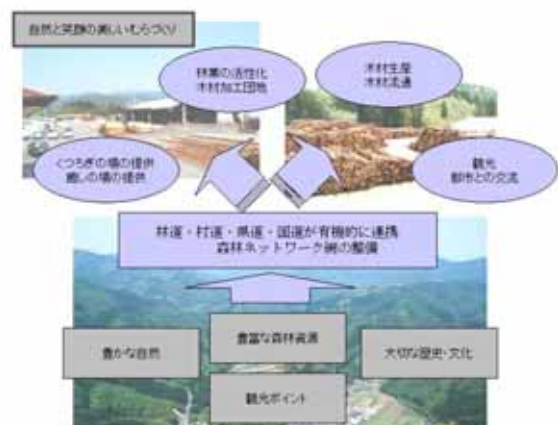 自然と笑顔の美しいむらづくり
林業の活性化
木材加工団地
木材生産
木材流通
くつろぎの場の提供
癒しの場の提供
観光
都市との交流
林道・村道・県道・国道が有機的に連携
森林ネットワーク網の整備
豊かな自然
豊富な森林資源
大切な歴史・文化
観光ポイント